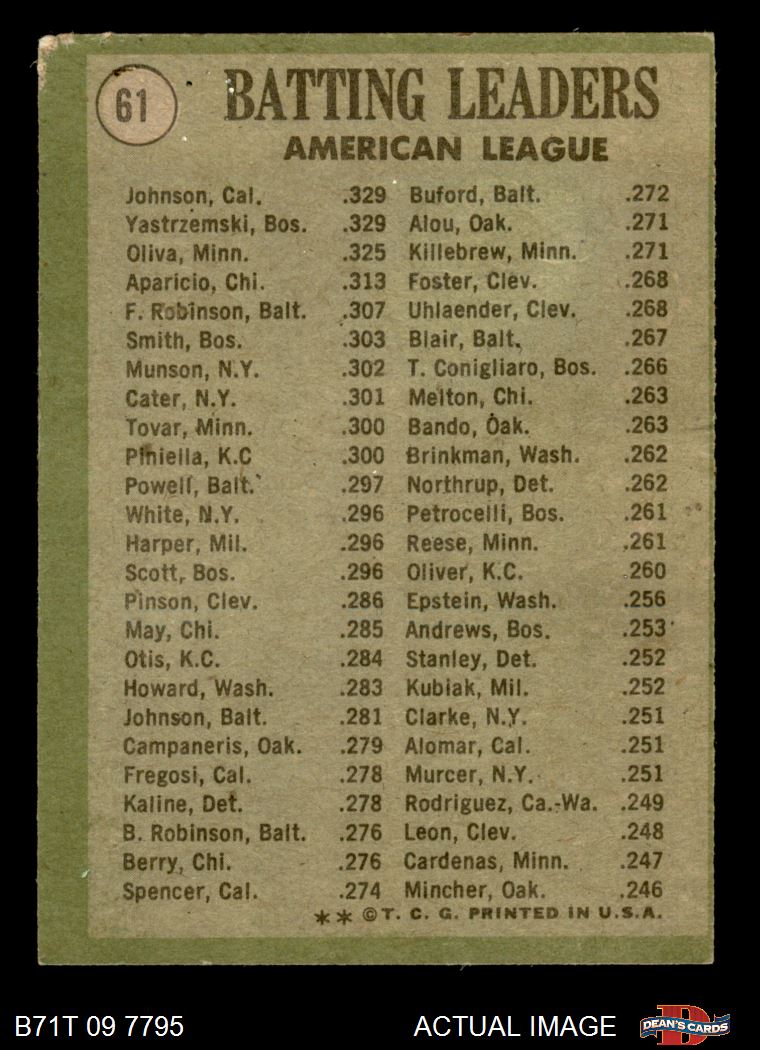 61
BATTING LEADERS
AMERICAN LEAGUE
Johnson, Cal. .329 Buford, Balt. .272
Yastrzemski, Bos. .329 Alou, Oak. .271
Oliva, Minn. .325 Killebrew, Minn. .271
Aparicio, Chi. .313 Foster, Clev. .268
F. Robinson, Balt. .307 Uhlaender, Clev. .268
Smith, Bos. .303 Blair, Balt. .267
Munson, N.Y. .302 T. Conigliaro, Bos. .266
Cater, N.Y. .301 Melton, Chi. .263
Tovar, Minn. .300 Bando, Oak. .263
Piniella, K.C .300 Brinkman, Wash. .262
Powell, Balt. .297 Northrup, Det. .262
White, N.Y. .296 Petrocelli, Bos. .261
Harper, Mil. .296 Reese, Minn. .261
Scott, Bos. .296 Oliver, K.C. .260
Pinson, Clev. .286 Epstein, Wash. .256
May, Chi. .285 Andrews, Bos. .253
Otis, K.C. .284 Stanley, Det. .252
Howard, Wash. .283 Kubiak, Mil. .252
Johnson, Balt. .281 Clarke, N.Y. .251
Campaneris, Oak. .279 Alomar, Cal. .251
Fregosi, Cal. .278 Murcer, N.Y. .251
Kaline, Det. .278 Rodriguez, Ca.-Wa. .249
B. Robinson, Balt. .276 Leon, Clev. .248
Berry, Chi. .276 Cardenas, Minn. .247
Spencer, Cal. .274 Mincher, Oak. .246
** ©T. C. G. PRINTED IN U.S.A.
B71T 09 7795 ACTUAL IMAGE DEAN'S CARDS